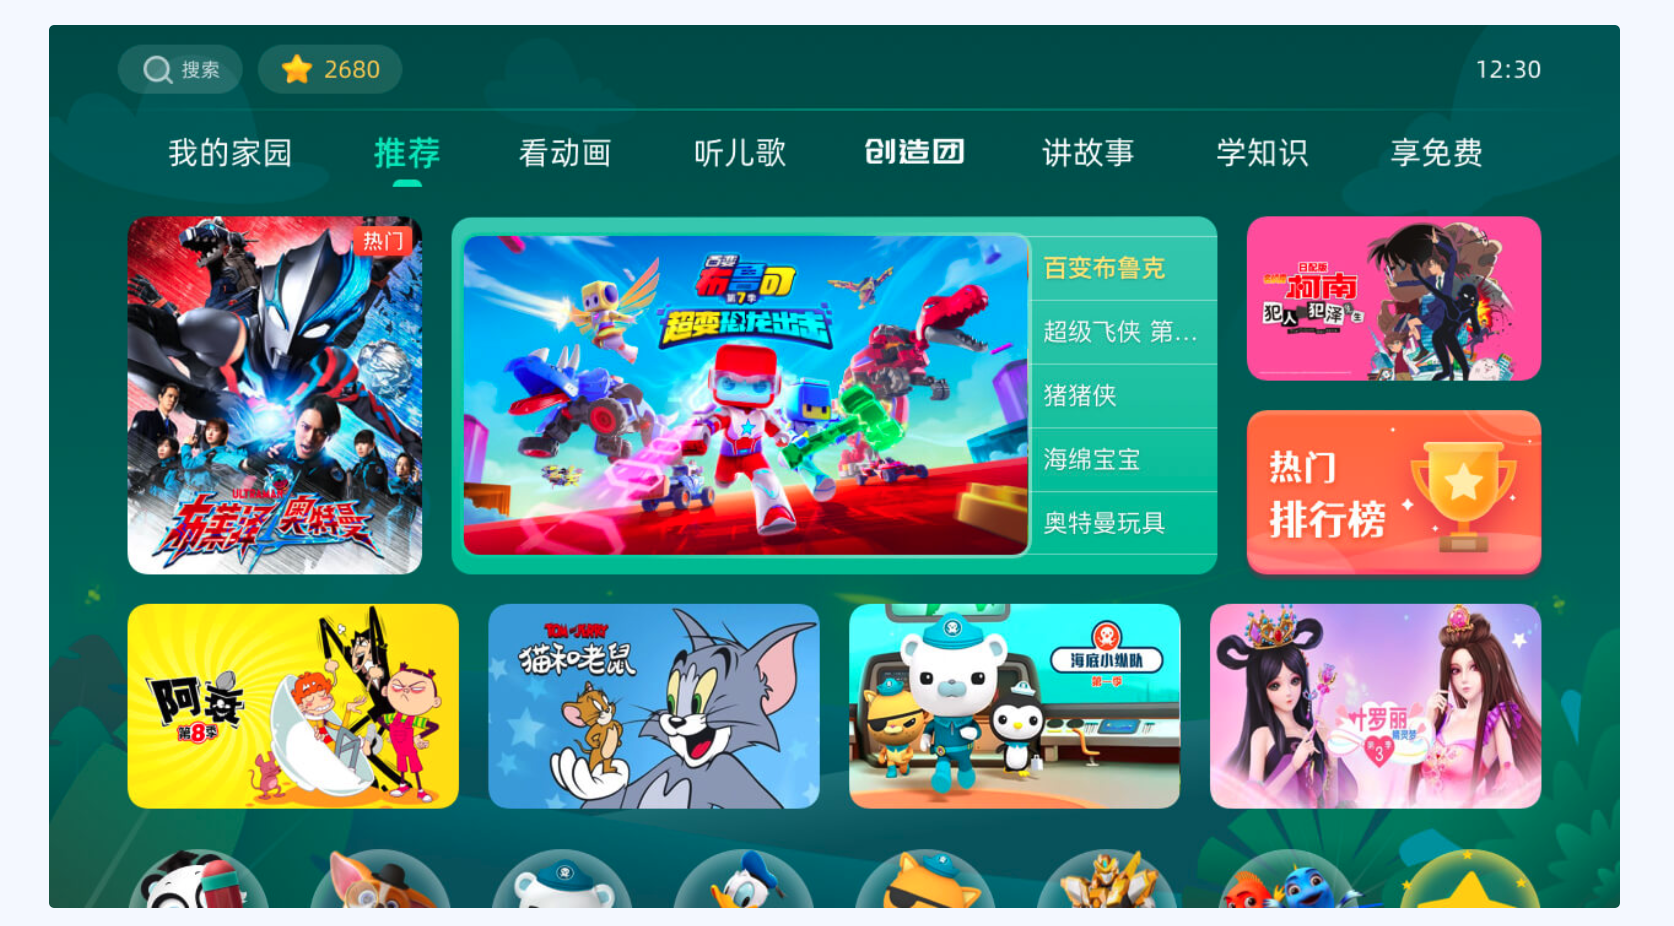 搜索
2680
12:30
我的家园
推荐
看动画
听儿歌
创造团
讲故事
学知识
享免费
热门
ULTRAMAN
布莱泽奥特曼
百变
布鲁可
第7季
超变恐龙出击
百变布鲁克
超级飞侠 第...
猪猪侠
海绵宝宝
奥特曼玩具
日配版
柯南
犯人 犯泽先生
热门
排行榜
阿衰
第8季
TOM AND JERRY
猫和老鼠
海底小纵队
第一季
叶罗丽
精灵梦
第3季